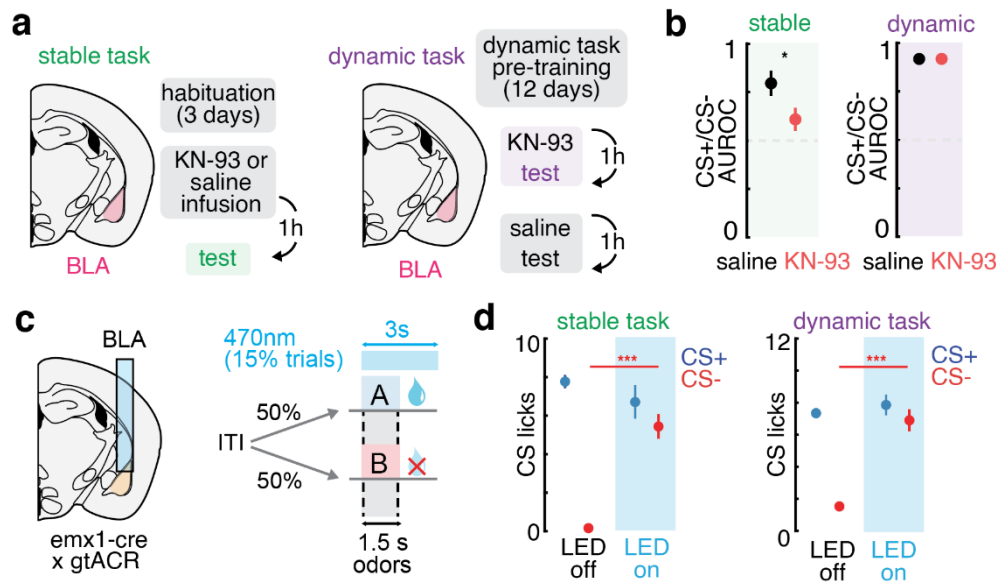 a
stable task
habituation
(3 days)
KN-93 or
saline
infusion
1h
test
BLA
dynamic task
dynamic task
pre-training
(12 days)
KN-93
test
1h
saline
test
1h
BLA
b
stable
1
*
CS+/CS-
AUROC
0
saline KN-93
dynamic
1
CS+/CS-
AUROC
0
saline KN-93
c
BLA
emx1-cre
x gtACR
470nm
(15% trials)
3s
50%
A
ITI
50%
B
1.5 s
odors
d
stable task
10
***
CS+
CS-
CS licks
0
LED
off
LED
on
dynamic task
12
***
CS+
CS-
CS licks
0
LED
off
LED
on